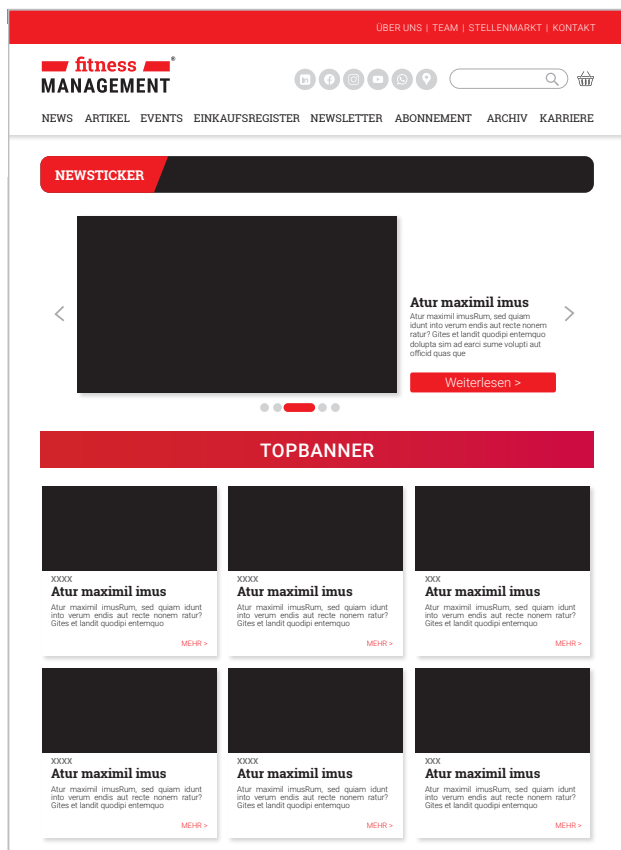 ÜBER UNS | TEAM | STELLENMARKT | KONTAKT
fitness®
MANAGEMENT
in
NEWS ARTIKEL EVENTS EINKAUFSREGISTER NEWSLETTER ABONNEMENT ARCHIV KARRIERE
NEWSTICKER
Atur maximil imus
Atur maximil imusRum, sed quiam
idunt into verum endis aut recte nonem
ratur? Gites et landit quodipi entemquo
dolupta sim ad earci sume volupti aut
officid quas que
Weiterlesen >
TOPBANNER
XXXX
Atur maximil imus
Atur maximil imusRum, sed quiam idunt
into verum endis aut recte nonem ratur?
Gites et landit quodipi entemquo
MEHR >
XXXX
Atur maximil imus
Atur maximil imusRum, sed quiam idunt
into verum endis aut recte nonem ratur?
Gites et landit quodipi entemquo
MEHR >
XXX
Atur maximil imus
Atur maximil imusRum, sed quiam idunt
into verum endis aut recte nonem ratur?
Gites et landit quodipi entemquo
MEHR >
XXXX
Atur maximil imus
Atur maximil imusRum, sed quiam idunt
into verum endis aut recte nonem ratur?
Gites et landit quodipi entemquo
MEHR >
XXXX
Atur maximil imus
Atur maximil imusRum, sed quiam idunt
into verum endis aut recte nonem ratur?
Gites et landit quodipi entemquo
MEHR >
XXX
Atur maximil imus
Atur maximil imusRum, sed quiam idunt
into verum endis aut recte nonem ratur?
Gites et landit quodipi entemquo
MEHR >